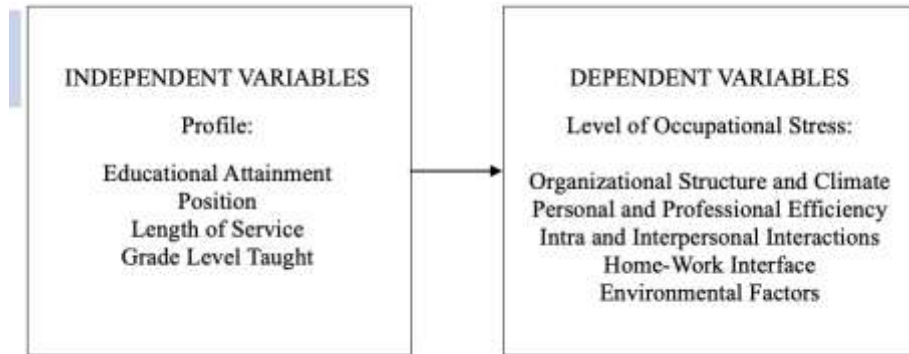 INDEPENDENT VARIABLES
Profile:
Educational Attainment
Position
Length of Service
Grade Level Taught
DEPENDENT VARIABLES
Level of Occupational Stress:
Organizational Structure and Climate
Personal and Professional Efficiency
Intra and Interpersonal Interactions
Home-Work Interface
Environmental Factors